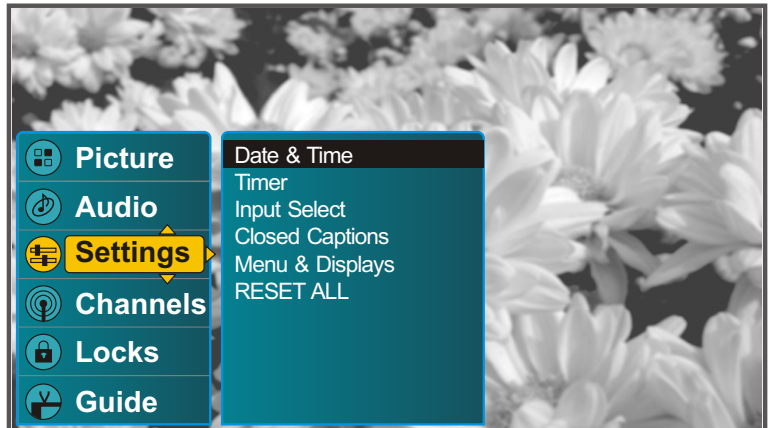 Picture
Audio
Settings
Channels
Locks
Guide
Date & Time
Timer
Input Select
Closed Captions
Menu & Displays
RESET ALL